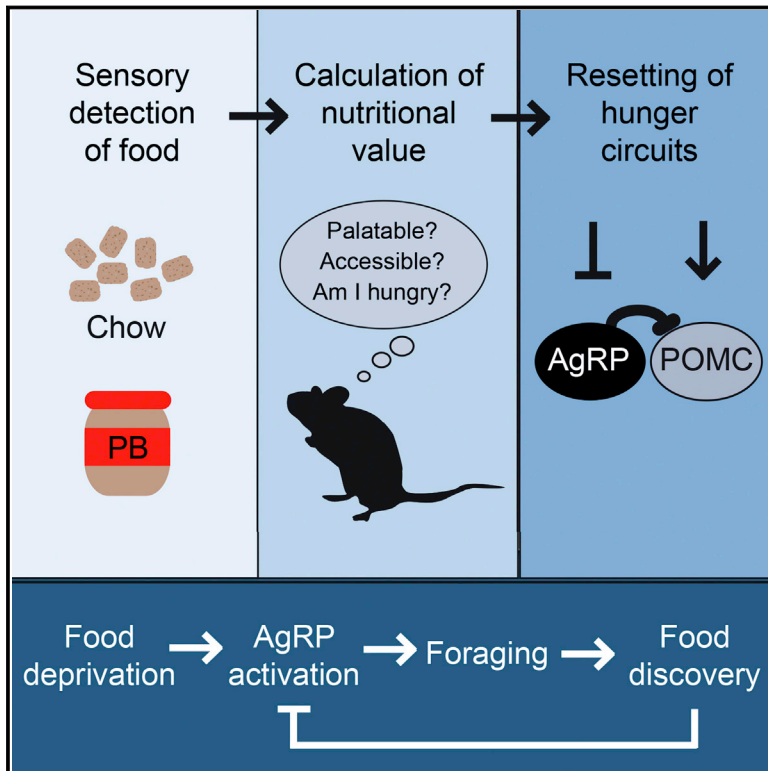 Sensory
detection
of food
Calculation of
nutritional
value
Resetting of
hunger
circuits
Chow
PB
Palatable?
Accessible?
Am I hungry?
AgRP
POMC
Food
deprivation
AgRP
activation
Foraging
Food
discovery